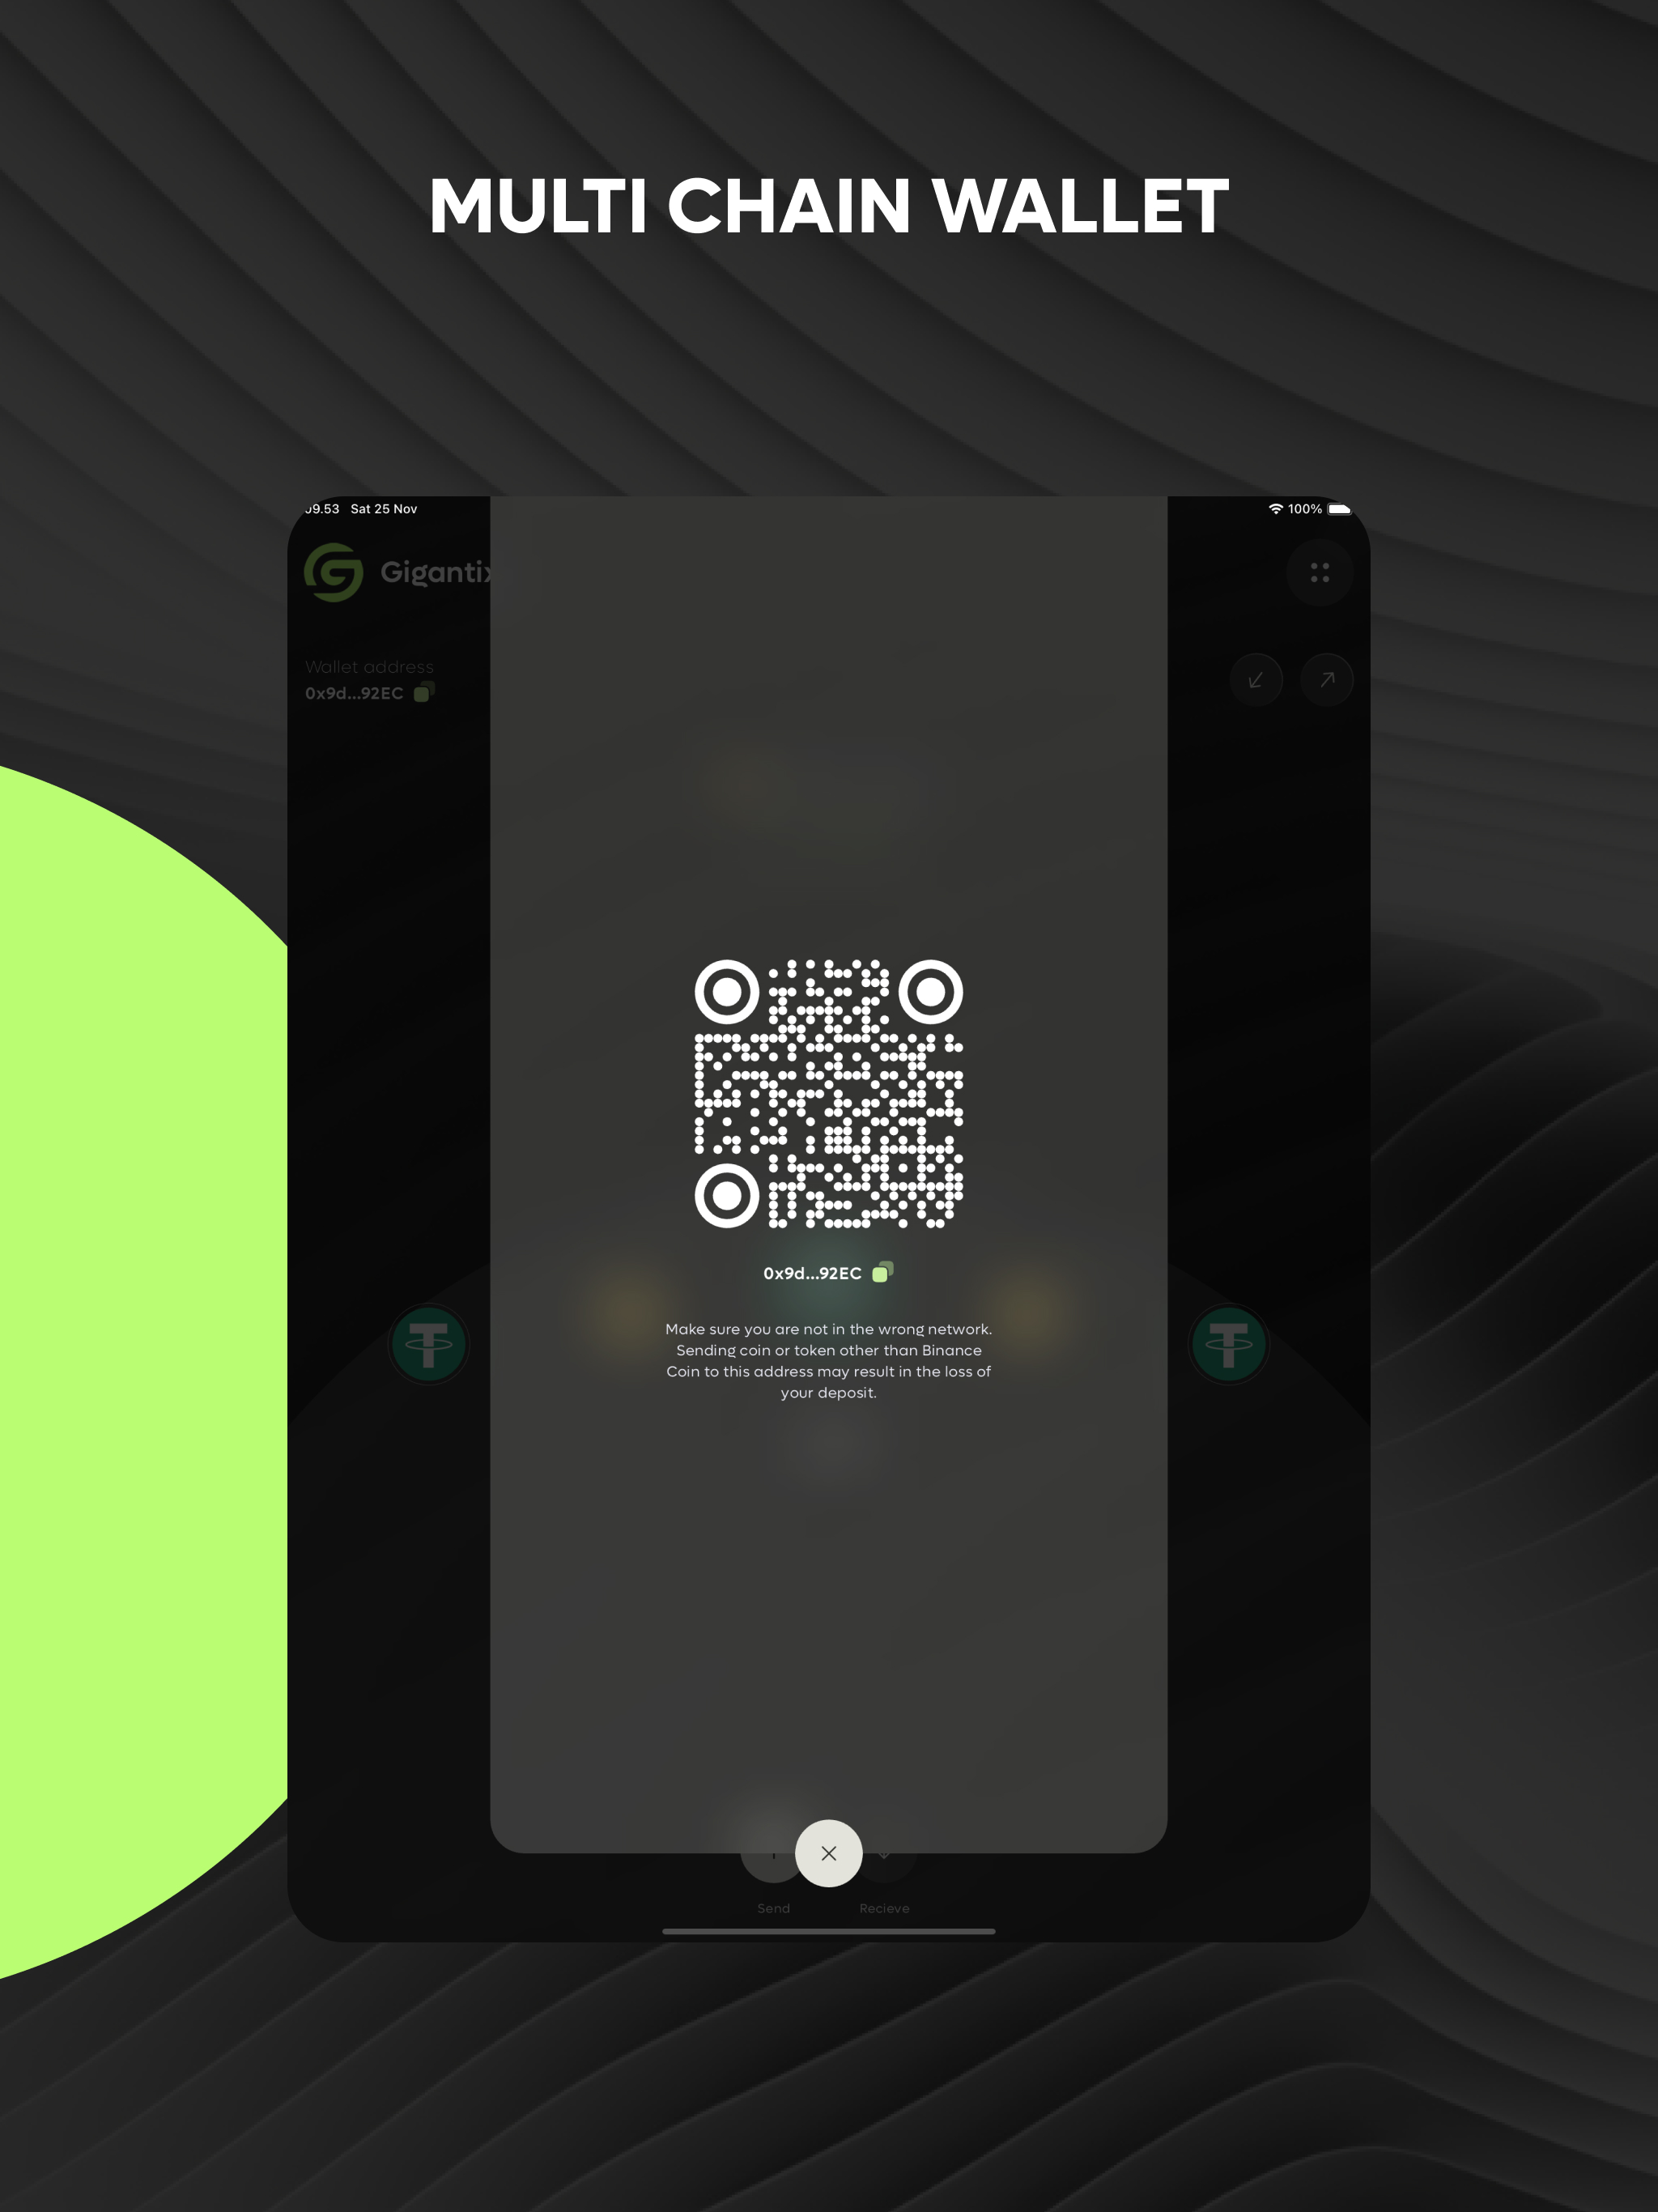 MULTI CHAIN WALLET
09.53 Sat 25 Nov
100%
Gigantix
Wallet address
0x9d...92EC
0x9d...92EC
Make sure you are not in the wrong network.
Sending coin or token other than Binance
Coin to this address may result in the loss of
your deposit.
Send
Recieve